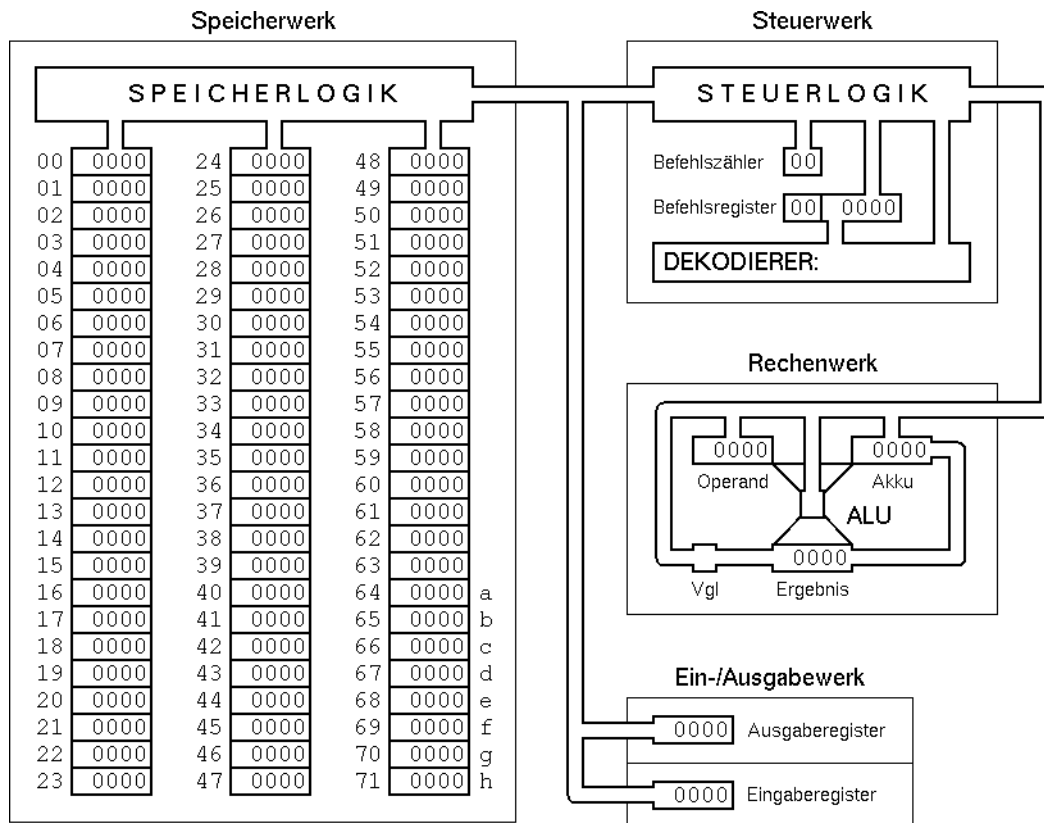 Speicherwerk
SPEICHERLOGIK
00 0000 24 0000 48 0000
01 0000 25 0000 49 0000
02 0000 26 0000 50 0000
03 0000 27 0000 51 0000
04 0000 28 0000 52 0000
05 0000 29 0000 53 0000
06 0000 30 0000 54 0000
07 0000 31 0000 55 0000
08 0000 32 0000 56 0000
09 0000 33 0000 57 0000
10 0000 34 0000 58 0000
11 0000 35 0000 59 0000
12 0000 36 0000 60 0000
13 0000 37 0000 61 0000
14 0000 38 0000 62 0000
15 0000 39 0000 63 0000
16 0000 40 0000 64 0000 a
17 0000 41 0000 65 0000 b
18 0000 42 0000 66 0000 c
19 0000 43 0000 67 0000 d
20 0000 44 0000 68 0000 e
21 0000 45 0000 69 0000 f
22 0000 46 0000 70 0000 g
23 0000 47 0000 71 0000 h
Steuerwerk
STEUERLOGIK
Befehlszähler 00
Befehlsregister 00 0000
DEKODIERER:
Rechenwerk
0000 0000
Operand Akku
ALU
0000
Vgl Ergebnis
Ein-/Ausgabewerk
0000 Ausgaberegister
0000 Eingaberegister